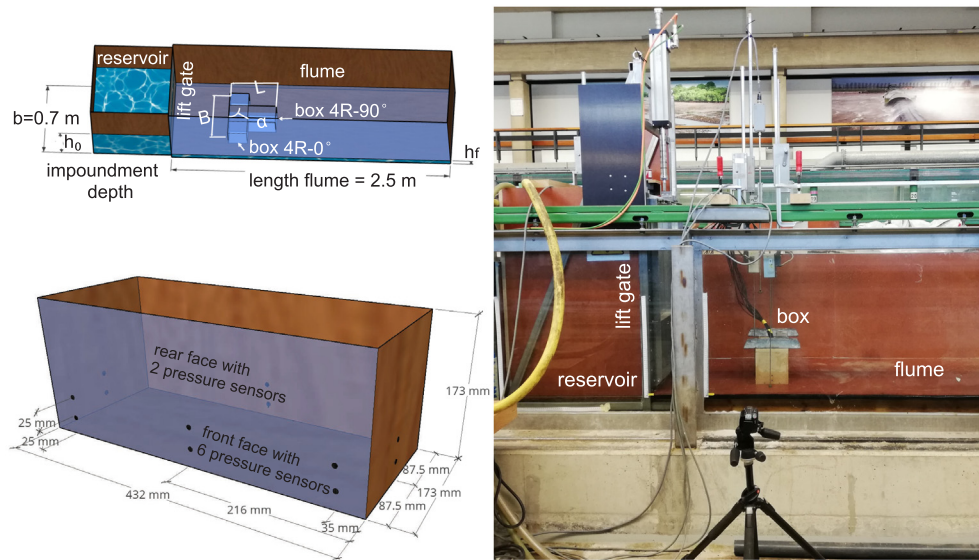 reservoir
lift gate
flume
b=0.7 m
h₀
L
B
α
box 4R-90°
box 4R-0°
hf
impoundment
depth
length flume = 2.5 m
rear face with
2 pressure sensors
front face with
6 pressure sensors
173 mm
25 mm
25 mm
432 mm
216 mm
35 mm
87.5 mm
173 mm
87.5 mm
lift gate
reservoir
box
flume